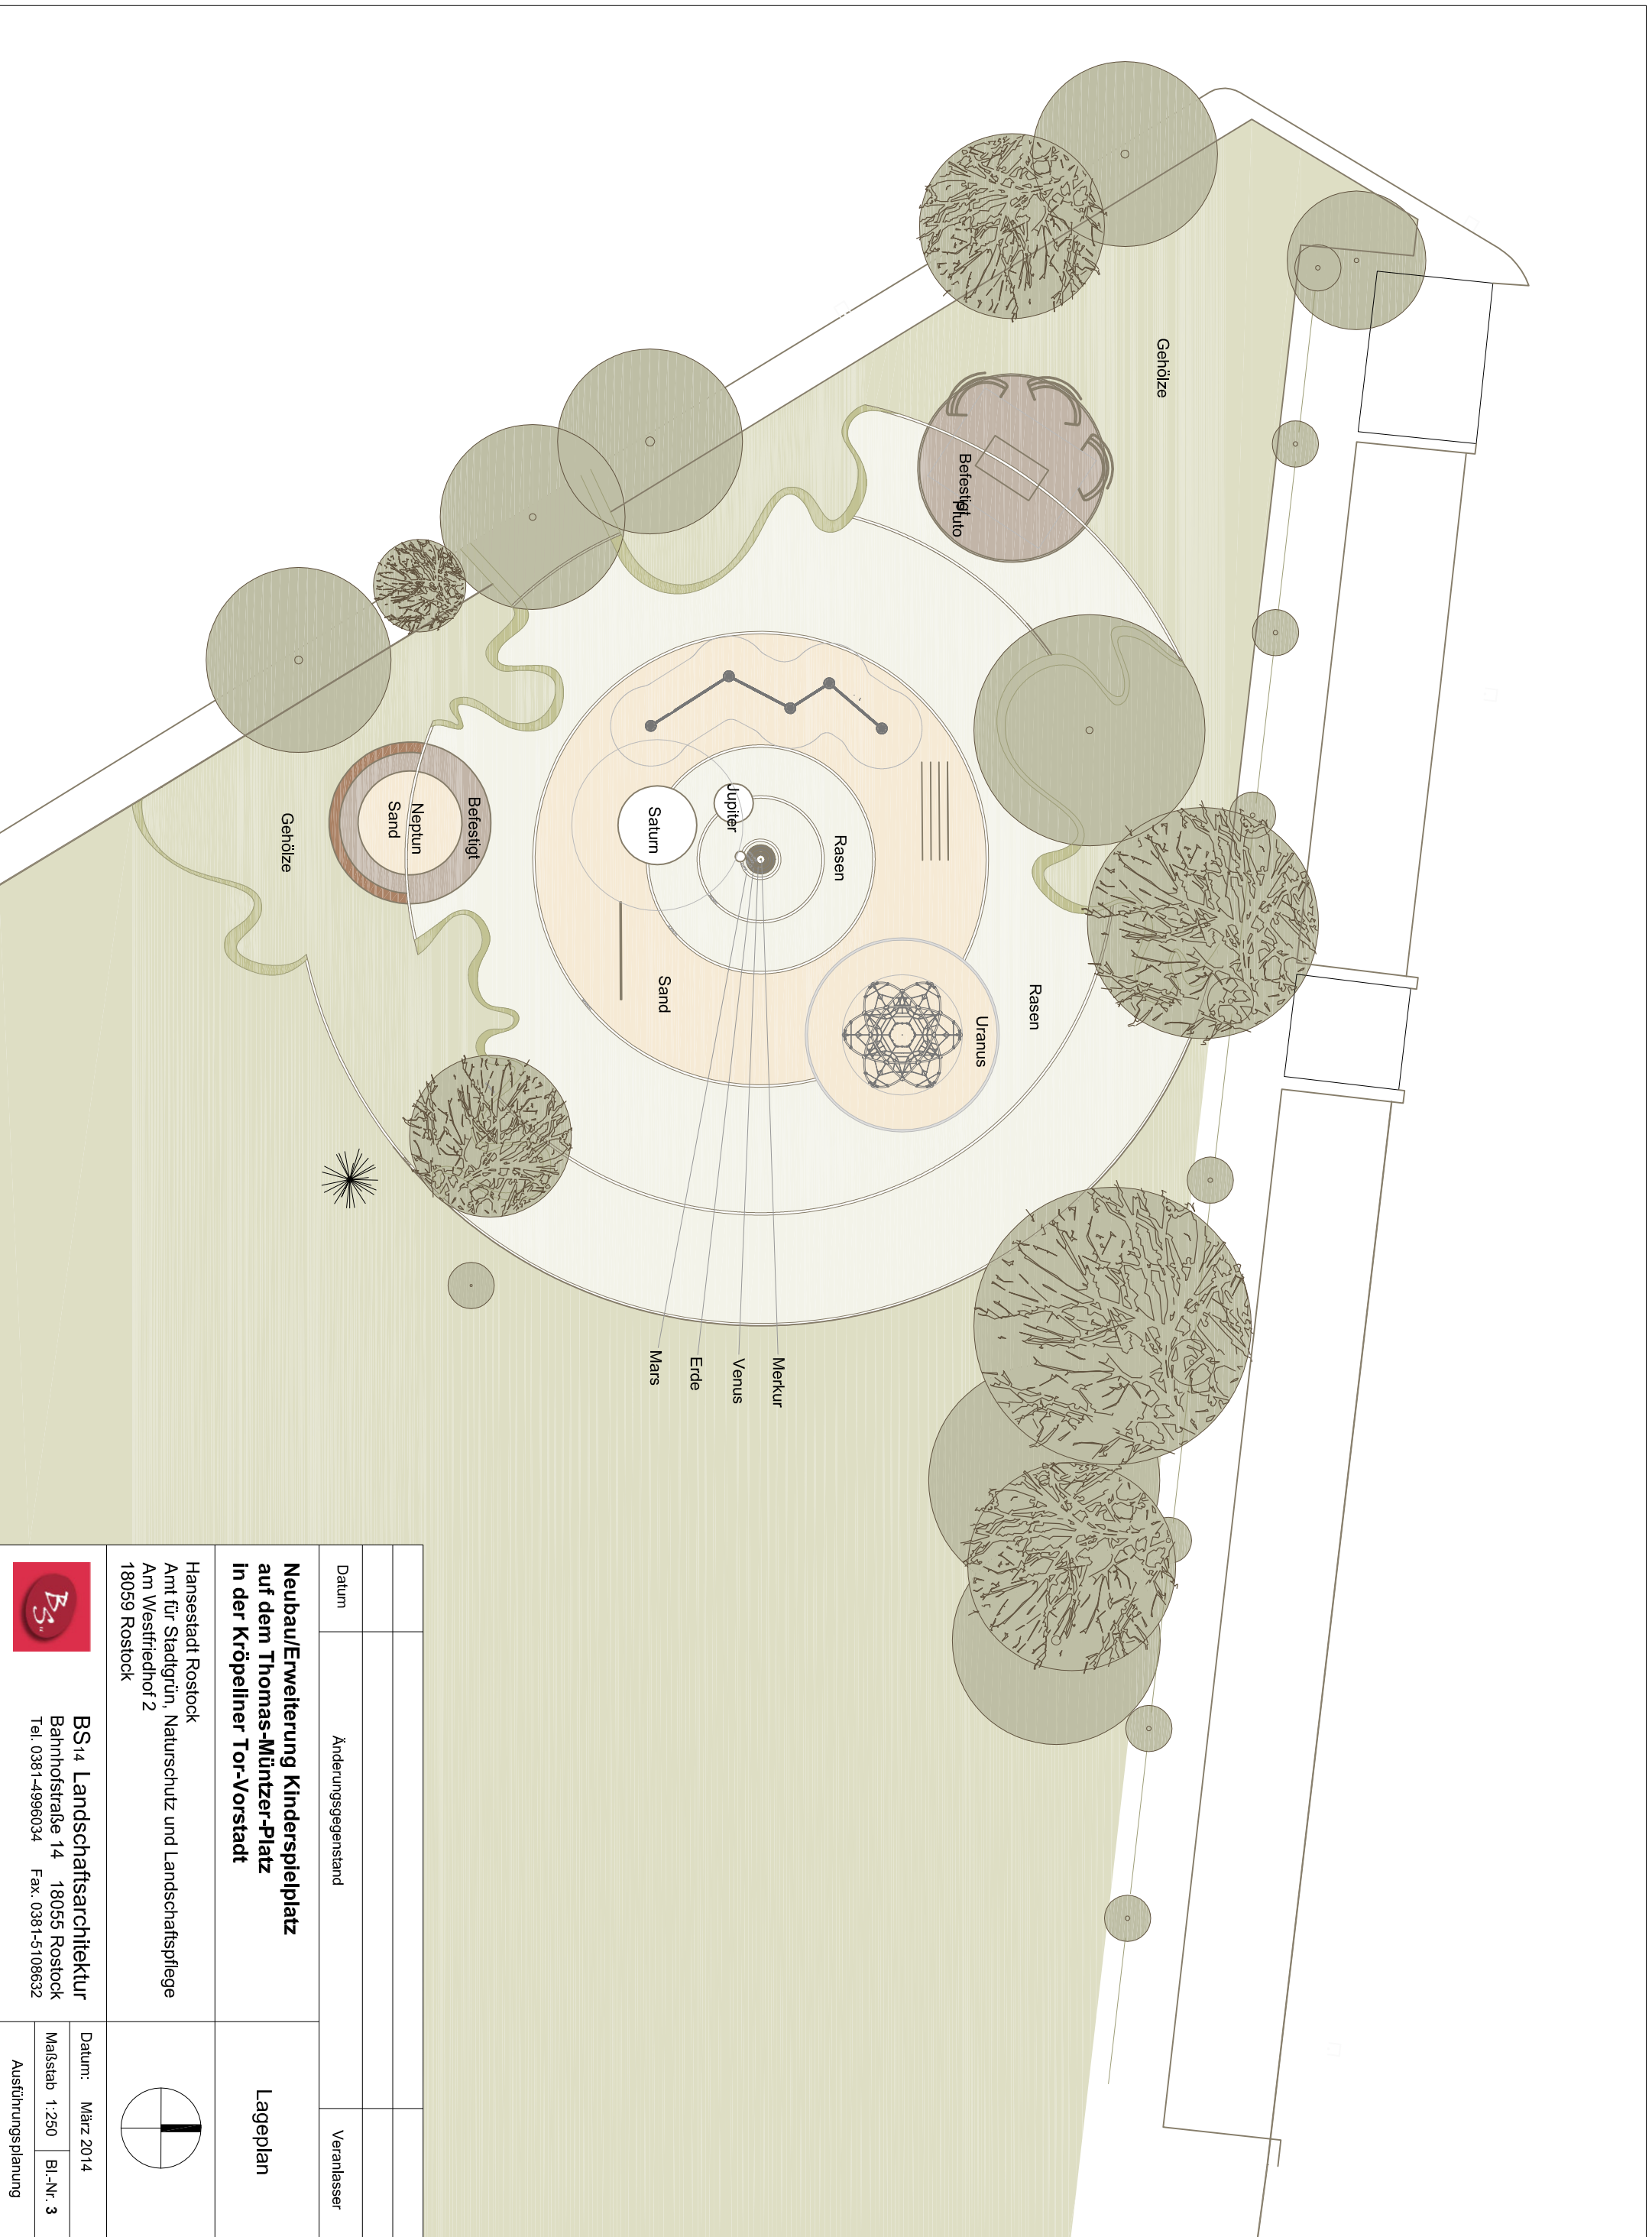 Gehölze
Befestigt
Pluto
Rasen
Jupiter
Saturn
Befestigt
Neptun
Sand
Gehölze
Rasen
Uranus
Sand
Merkur
Venus
Erde
Mars
Datum
Änderungsgegenstand
Veranlasser
Neubau/Erweiterung Kinderspielplatz
auf dem Thomas-Müntzer-Platz
in der Kröpeliner Tor-Vorstadt
Lageplan
Hansestadt Rostock
Amt für Stadtgrün, Naturschutz und Landschaftspflege
Am Westfriedhof 2
18059 Rostock
BS14
BS14 Landschaftsarchitektur
Bahnhofstraße 14 18055 Rostock
Tel. 0381-4996034 Fax. 0381-5108632
Datum: März 2014
Maßstab 1:250 Bl.-Nr. 3
Ausführungsplanung